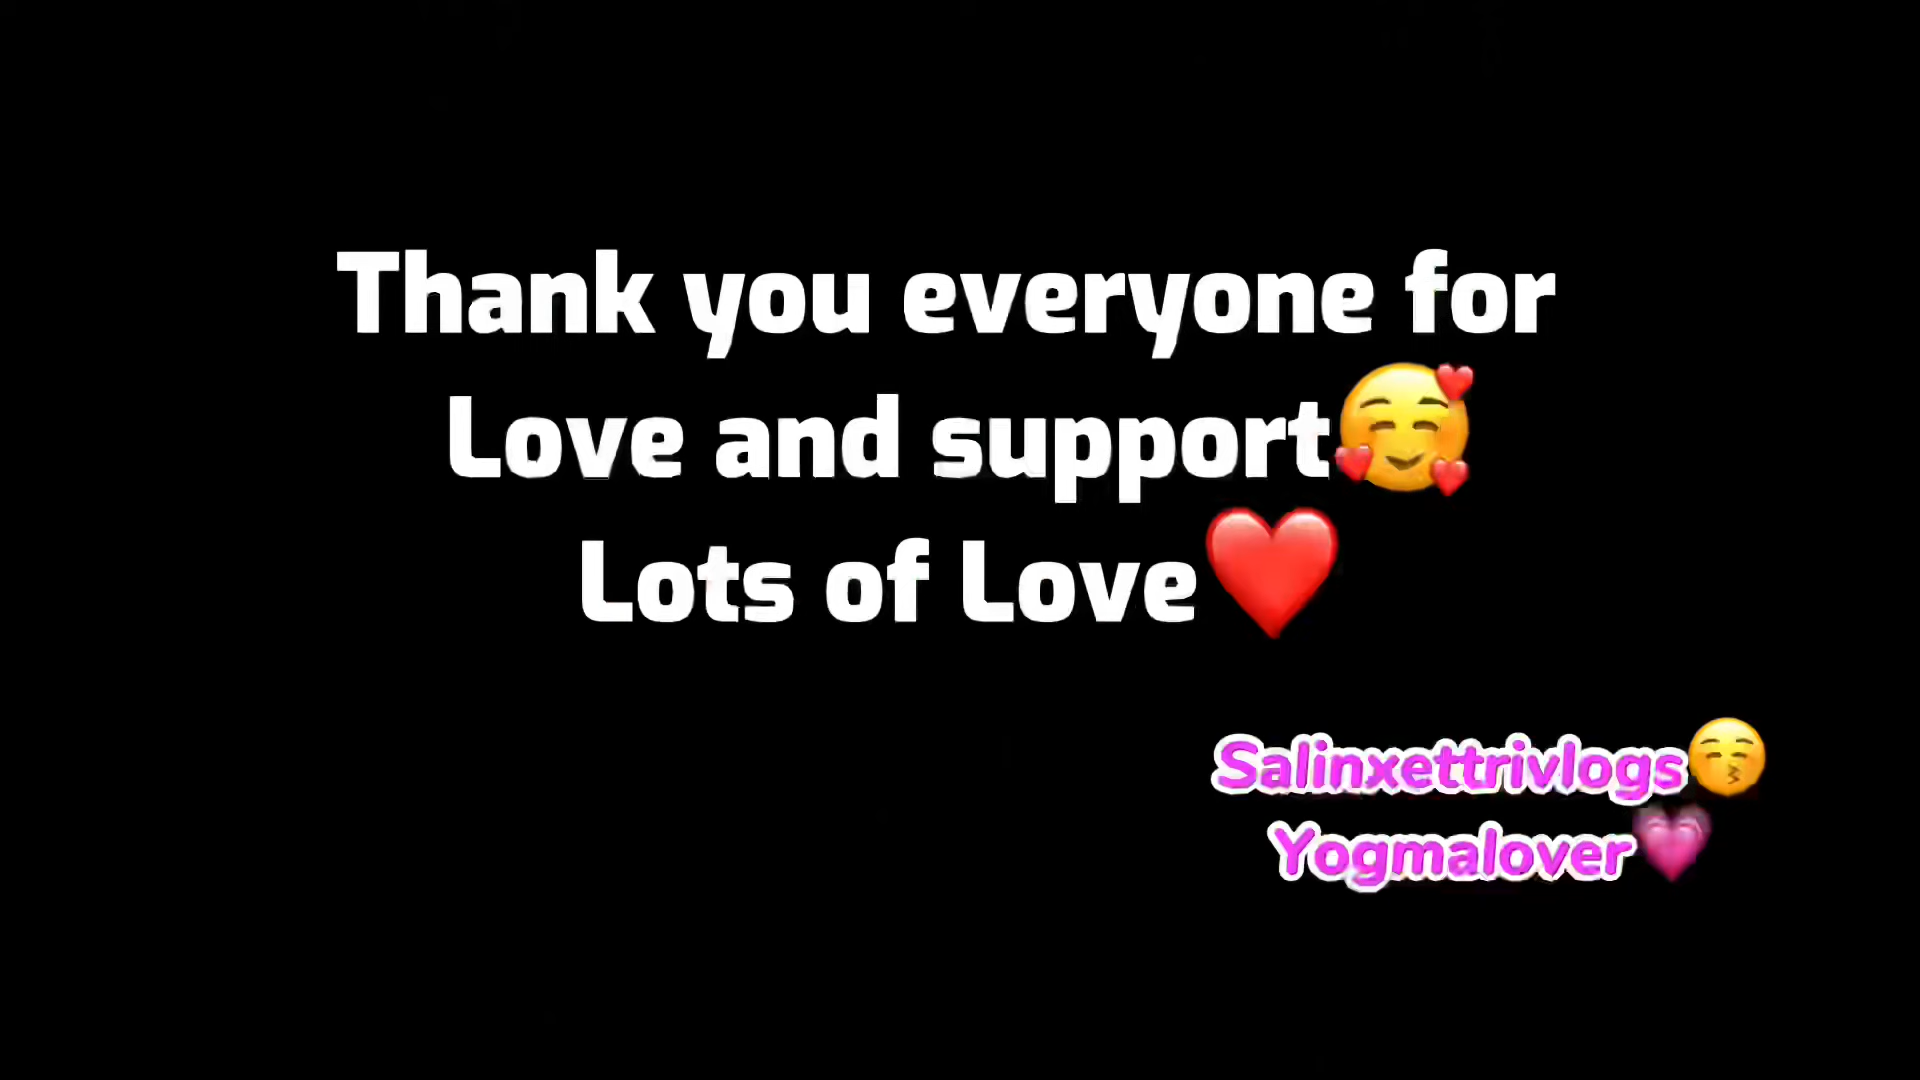 Thank you everyone for
Love and support🥰
Lots of Love❤️
Salinxettrivlogs😚
Yogmalover💗